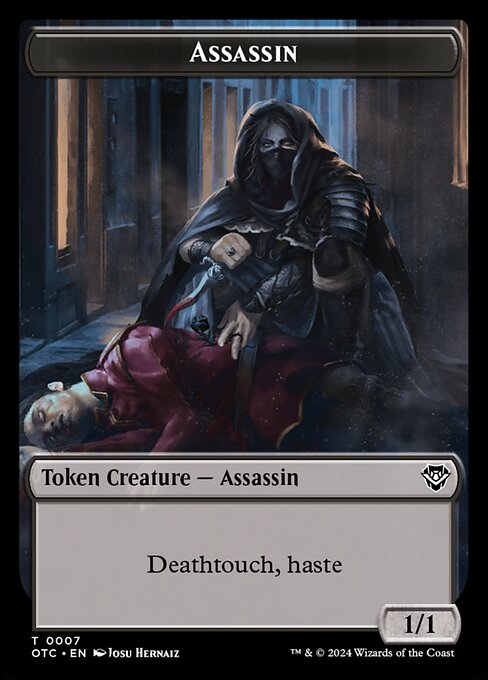 Assassin
Token Creature — Assassin
Deathtouch, haste
1/1
T 0007
OTC • EN Josu Hernaiz
™ & © 2024 Wizards of the Coast